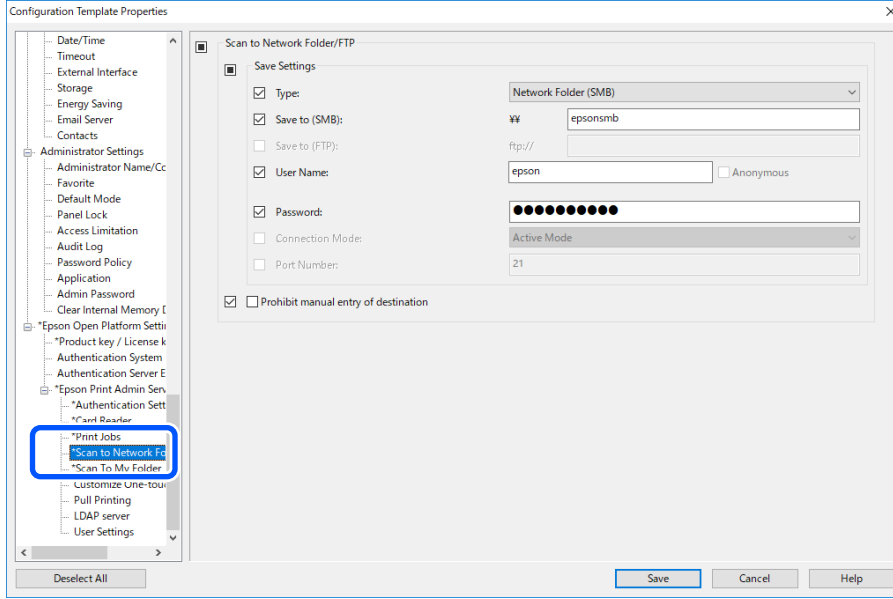 Configuration Template Properties
Date/Time
Timeout
External Interface
Storage
Energy Saving
Email Server
Contacts
Administrator Settings
Administrator Name/Co
Favorite
Default Mode
Panel Lock
Access Limitation
Audit Log
Password Policy
Application
Admin Password
Clear Internal Memory D
*Epson Open Platform Settin
*Product key / License k
Authentication System
Authentication Server E
*Epson Print Admin Serv
*Authentication Sett
*Card Reader
*Print Jobs
*Scan to Network Fo
*Scan To My Folder
Customize One-touc
Pull Printing
LDAP server
User Settings
Scan to Network Folder/FTP
Save Settings
Type: Network Folder (SMB)
Save to (SMB): ¥¥ epsonsmb
Save to (FTP): ftp://
User Name: epson Anonymous
Password: ●●●●●●●●●●
Connection Mode: Active Mode
Port Number: 21
Prohibit manual entry of destination
Deselect All Save Cancel Help